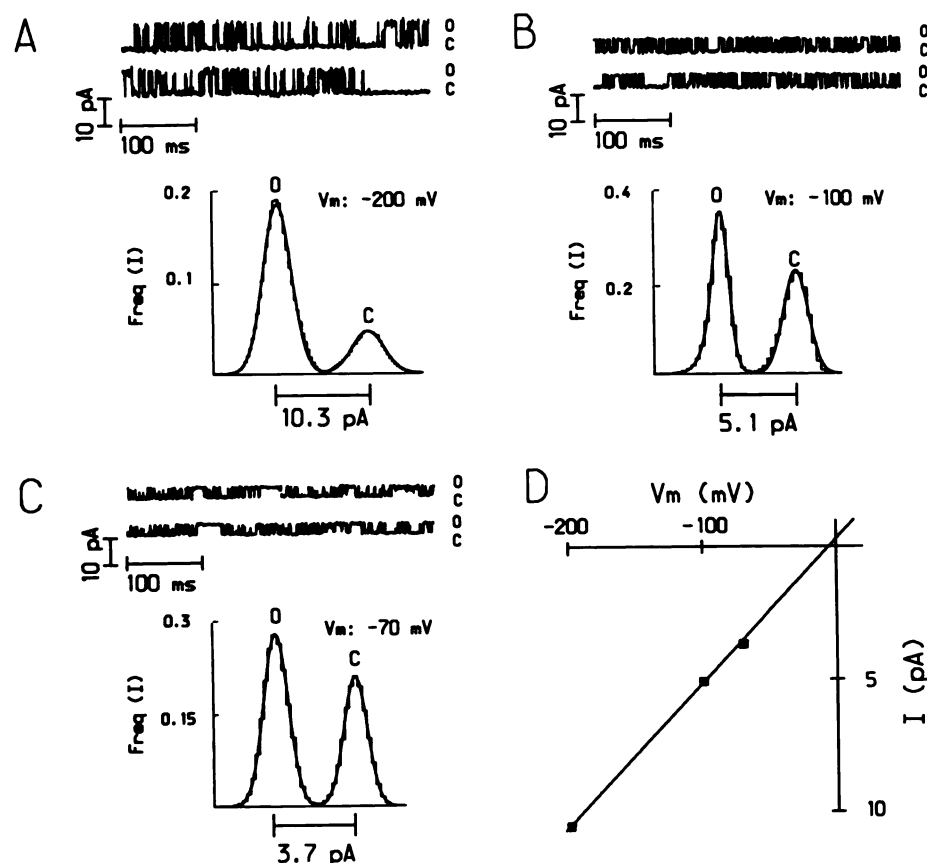 A
O
C
O
C
10 pA
100 ms
0.2
0.1
Freq (I)
O
Vm: -200 mV
C
10.3 pA
B
O
C
O
C
10 pA
100 ms
0.4
0.2
Freq (I)
O
Vm: -100 mV
C
5.1 pA
C
O
C
O
C
10 pA
100 ms
0.3
0.15
Freq (I)
O
Vm: -70 mV
C
3.7 pA
D
Vm (mV)
-200
-100
5
10
I (pA)